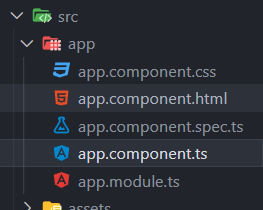 src
app
app.component.css
app.component.html
app.component.spec.ts
app.component.ts
app.module.ts
assets